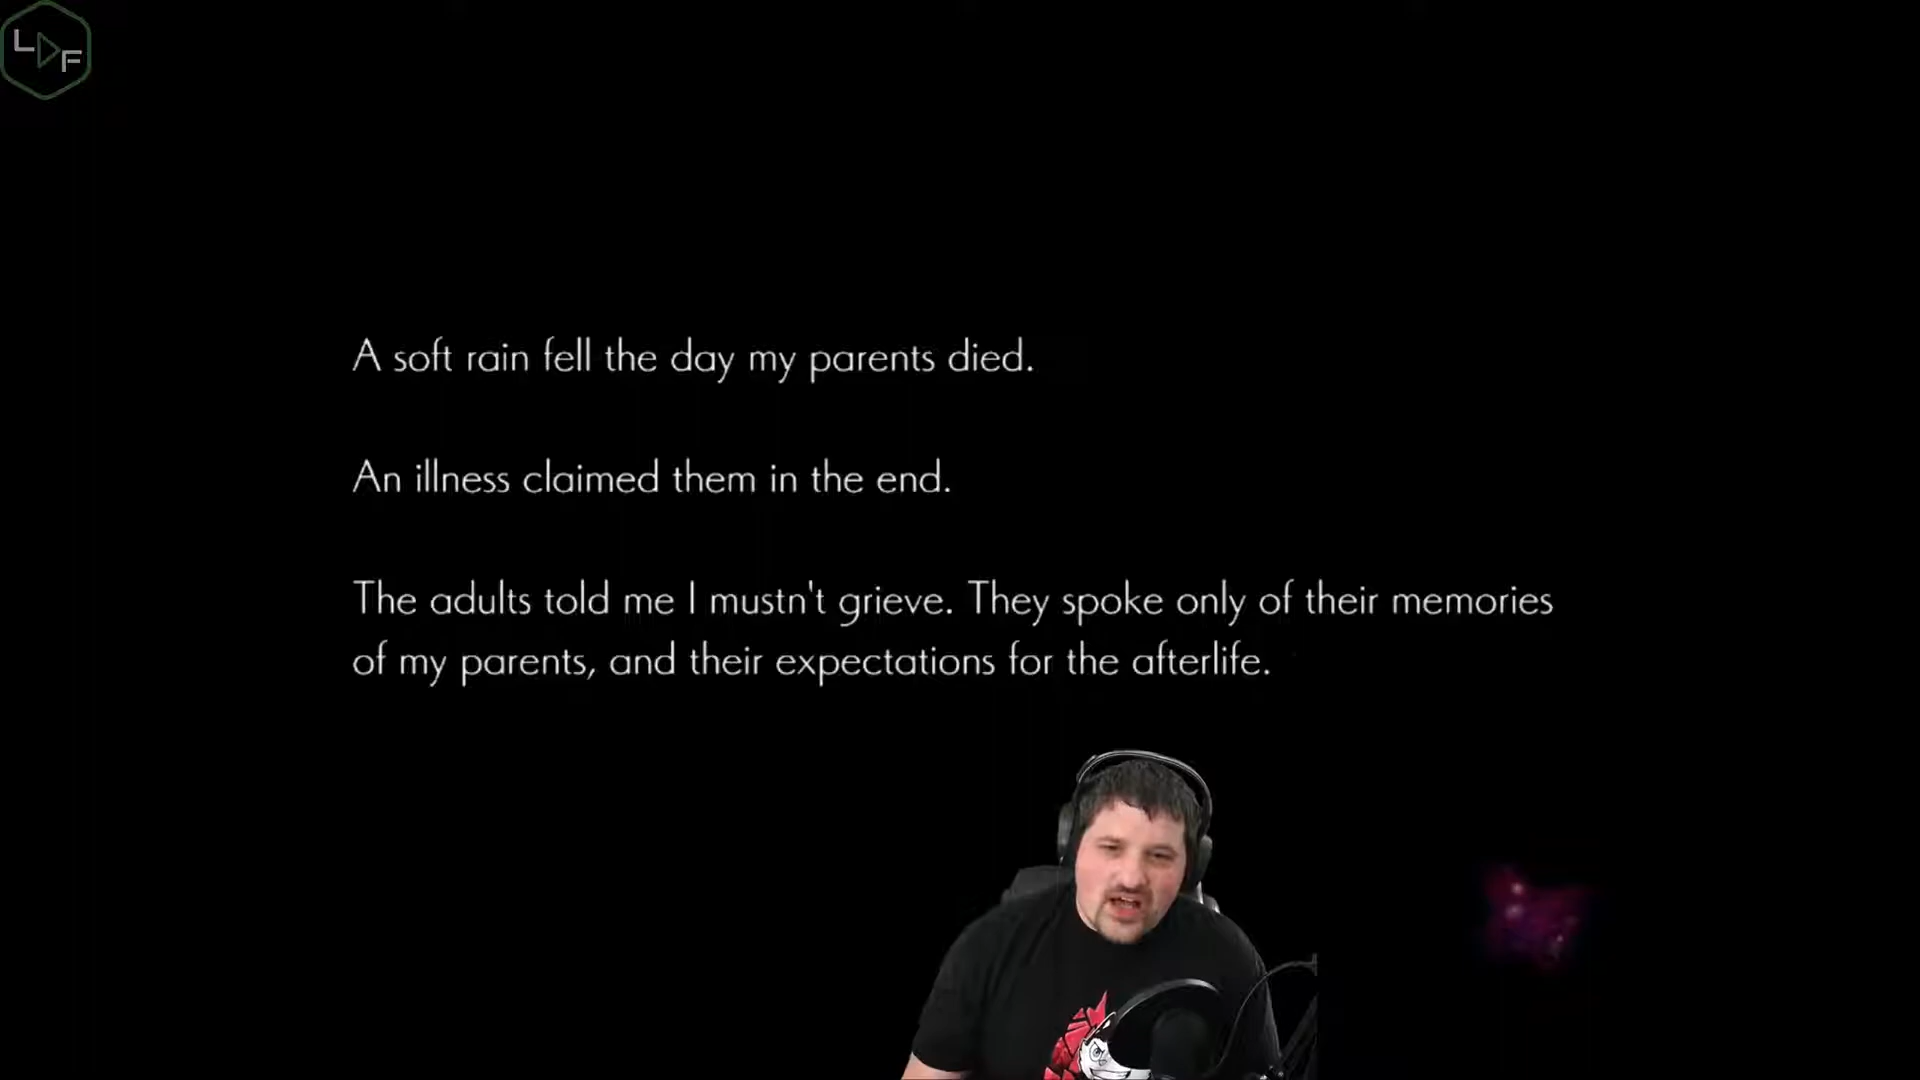 L F
A soft rain fell the day my parents died.
An illness claimed them in the end.
The adults told me I mustn't grieve. They spoke only of their memories
of my parents, and their expectations for the afterlife.